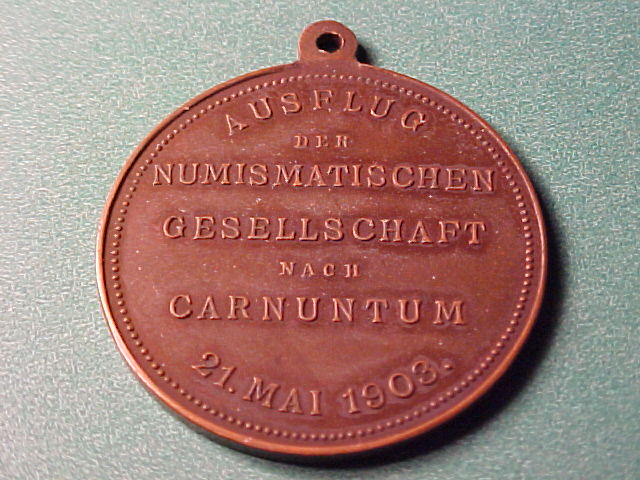 AUSFLUG
DER
NUMISMATISCHEN
GESELLSCHAFT
NACH
CARNUNTUM
21. MAI 1903.